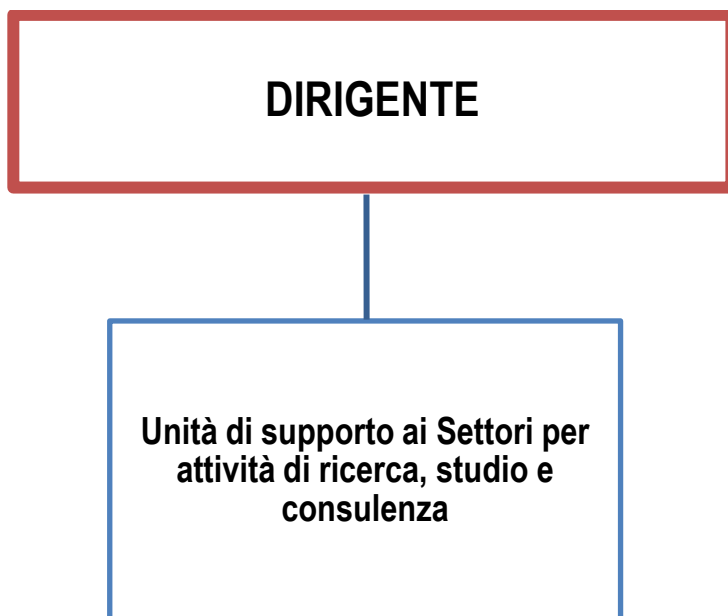 DIRIGENTE
Unità di supporto ai Settori per
attività di ricerca, studio e
consulenza